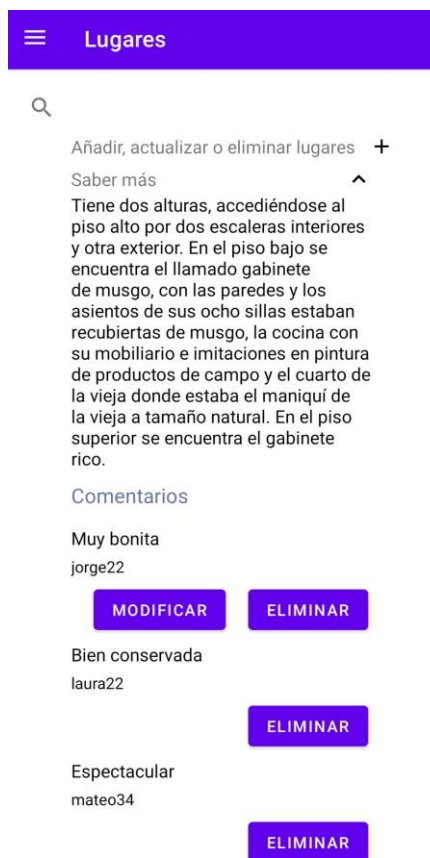 Lugares
Añadir, actualizar o eliminar lugares +
Saber más
Tiene dos alturas, accediéndose al
piso alto por dos escaleras interiores
y otra exterior. En el piso bajo se
encuentra el llamado gabinete
de musgo, con las paredes y los
asientos de sus ocho sillas estaban
recubiertas de musgo, la cocina con
su mobiliario e imitaciones en pintura
de productos de campo y el cuarto de
la vieja donde estaba el maniquí de
la vieja a tamaño natural. En el piso
superior se encuentra el gabinete
rico.
Comentarios
Muy bonita
jorge22
MODIFICAR ELIMINAR
Bien conservada
laura22
ELIMINAR
Espectacular
mateo34
ELIMINAR